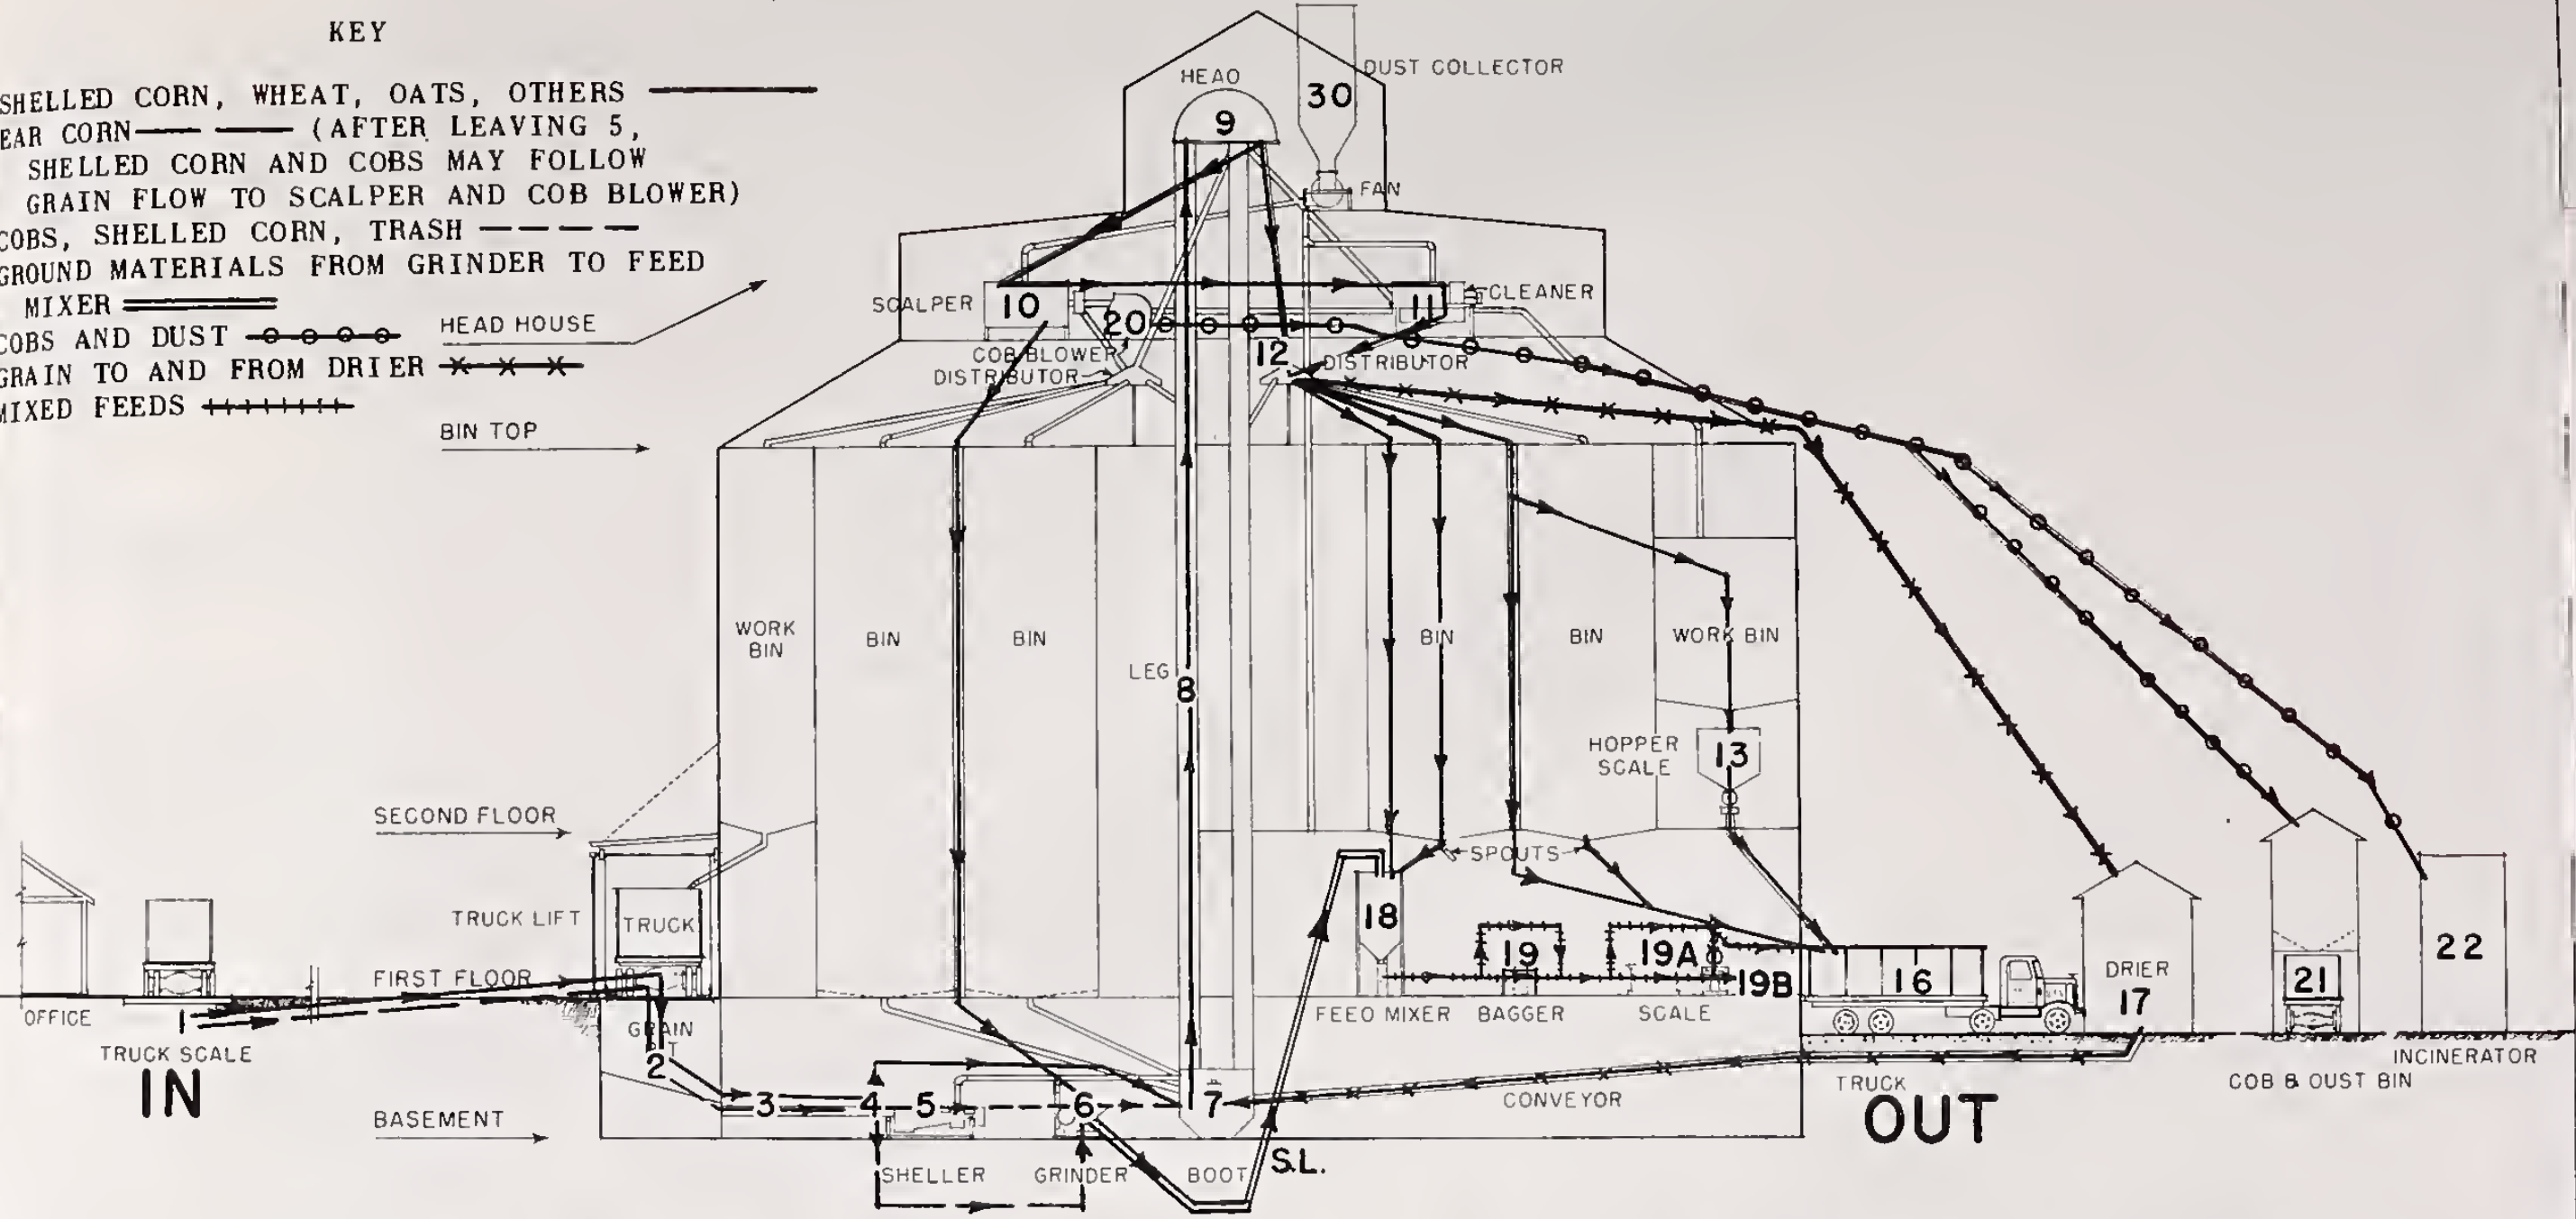 KEY
SHELLED CORN, WHEAT, OATS, OTHERS
EAR CORN (AFTER LEAVING 5,
SHELLED CORN AND COBS MAY FOLLOW
GRAIN FLOW TO SCALPER AND COB BLOWER)
COBS, SHELLED CORN, TRASH
GROUND MATERIALS FROM GRINDER TO FEED
MIXER
COBS AND DUST
GRAIN TO AND FROM DRIER
MIXED FEEDS
HEAD HOUSE
BIN TOP
HEAO
9
30
DUST COLLECTOR
FAN
SCALPER
10
20
11
CLEANER
COB BLOWER
12
DISTRIBUTOR
DISTRIBUTOR
WORK
BIN
BIN
BIN
LEG
8
BIN
BIN
WORK BIN
HOPPER
SCALE
13
SECOND FLOOR
SPOUTS
TRUCK LIFT
TRUCK
18
19
19A
19B
16
DRIER
17
21
22
FIRST FLOOR
OFFICE
1
TRUCK SCALE
IN
GRAIN
PIT
2
FEEO MIXER
BAGGER
SCALE
BASEMENT
3
4
5
6
7
CONVEYOR
TRUCK
OUT
COB & OUST BIN
INCINERATOR
SHELLER
GRINDER
BOOT
S.L.